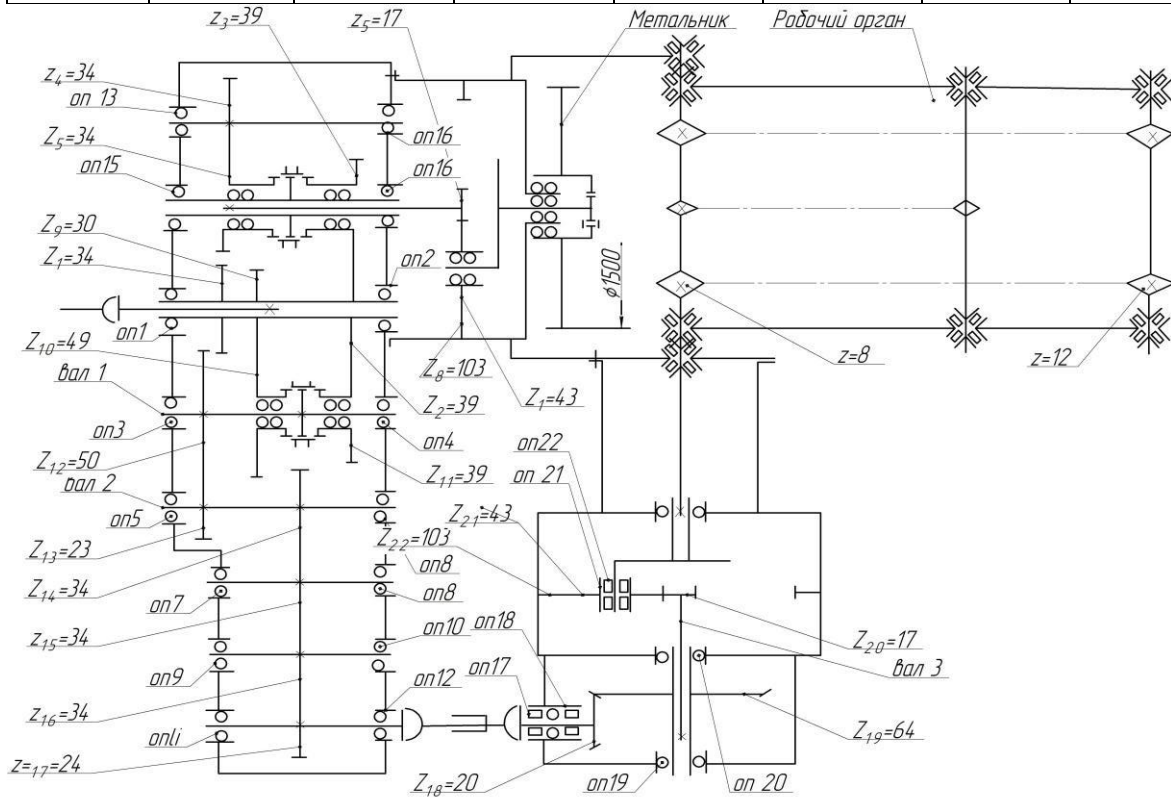 z₃=39
z₅=17
Метальник
Робочий орган
z₄=34
оп 13
Z₅=34
оп15
оп16
оп16
Z₉=30
Z₁=34
оп2
ϕ1500
оп1
Z₁₀=49
вал 1
Z₈=103
Z₁=43
z=8
z=12
Z₂=39
оп3
оп4
оп22
оп 21
Z₁₂=50
вал 2
Z₁₁=39
Z₂₁=43
оп5
Z₂₂=103
Z₁₃=23
оп8
Z₁₄=34
оп7
оп8
z₁₅=34
оп10
оп18
Z₂₀=17
вал 3
оп9
оп17
z₁₆=34
оп12
Z₁₉=64
опli
z=₁₇=24
Z₁₈=20
оп19
оп 20